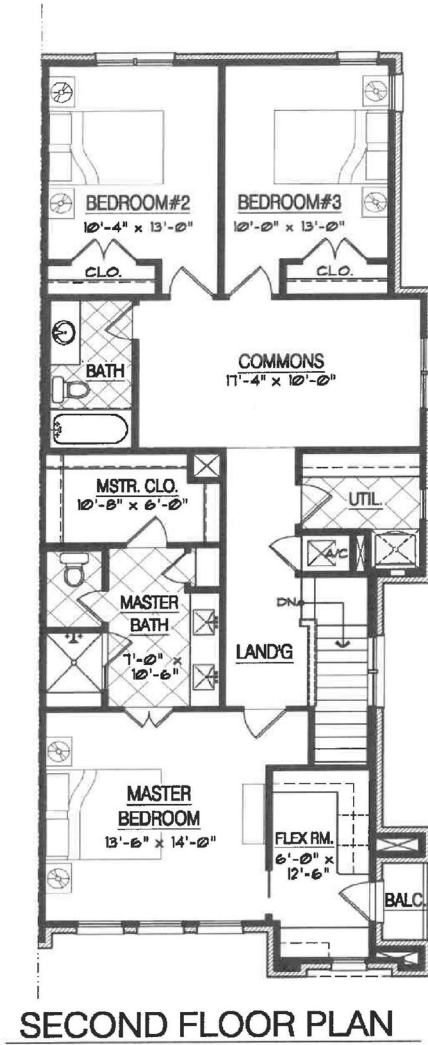 BEDROOM#2
10'-4" x 13'-0"
BEDROOM#3
10'-0" x 13'-0"
CLO.
CLO.
BATH
COMMONS
17'-4" x 10'-0"
MSTR. CLO.
10'-8" x 6'-0"
UTIL.
A/C
MASTER
BATH
7'-0" x
10'-6"
DN.
LAND'G
MASTER
BEDROOM
13'-6" x 14'-0"
FLEX RM.
6'-0" x
12'-6"
BALC.
SECOND FLOOR PLAN